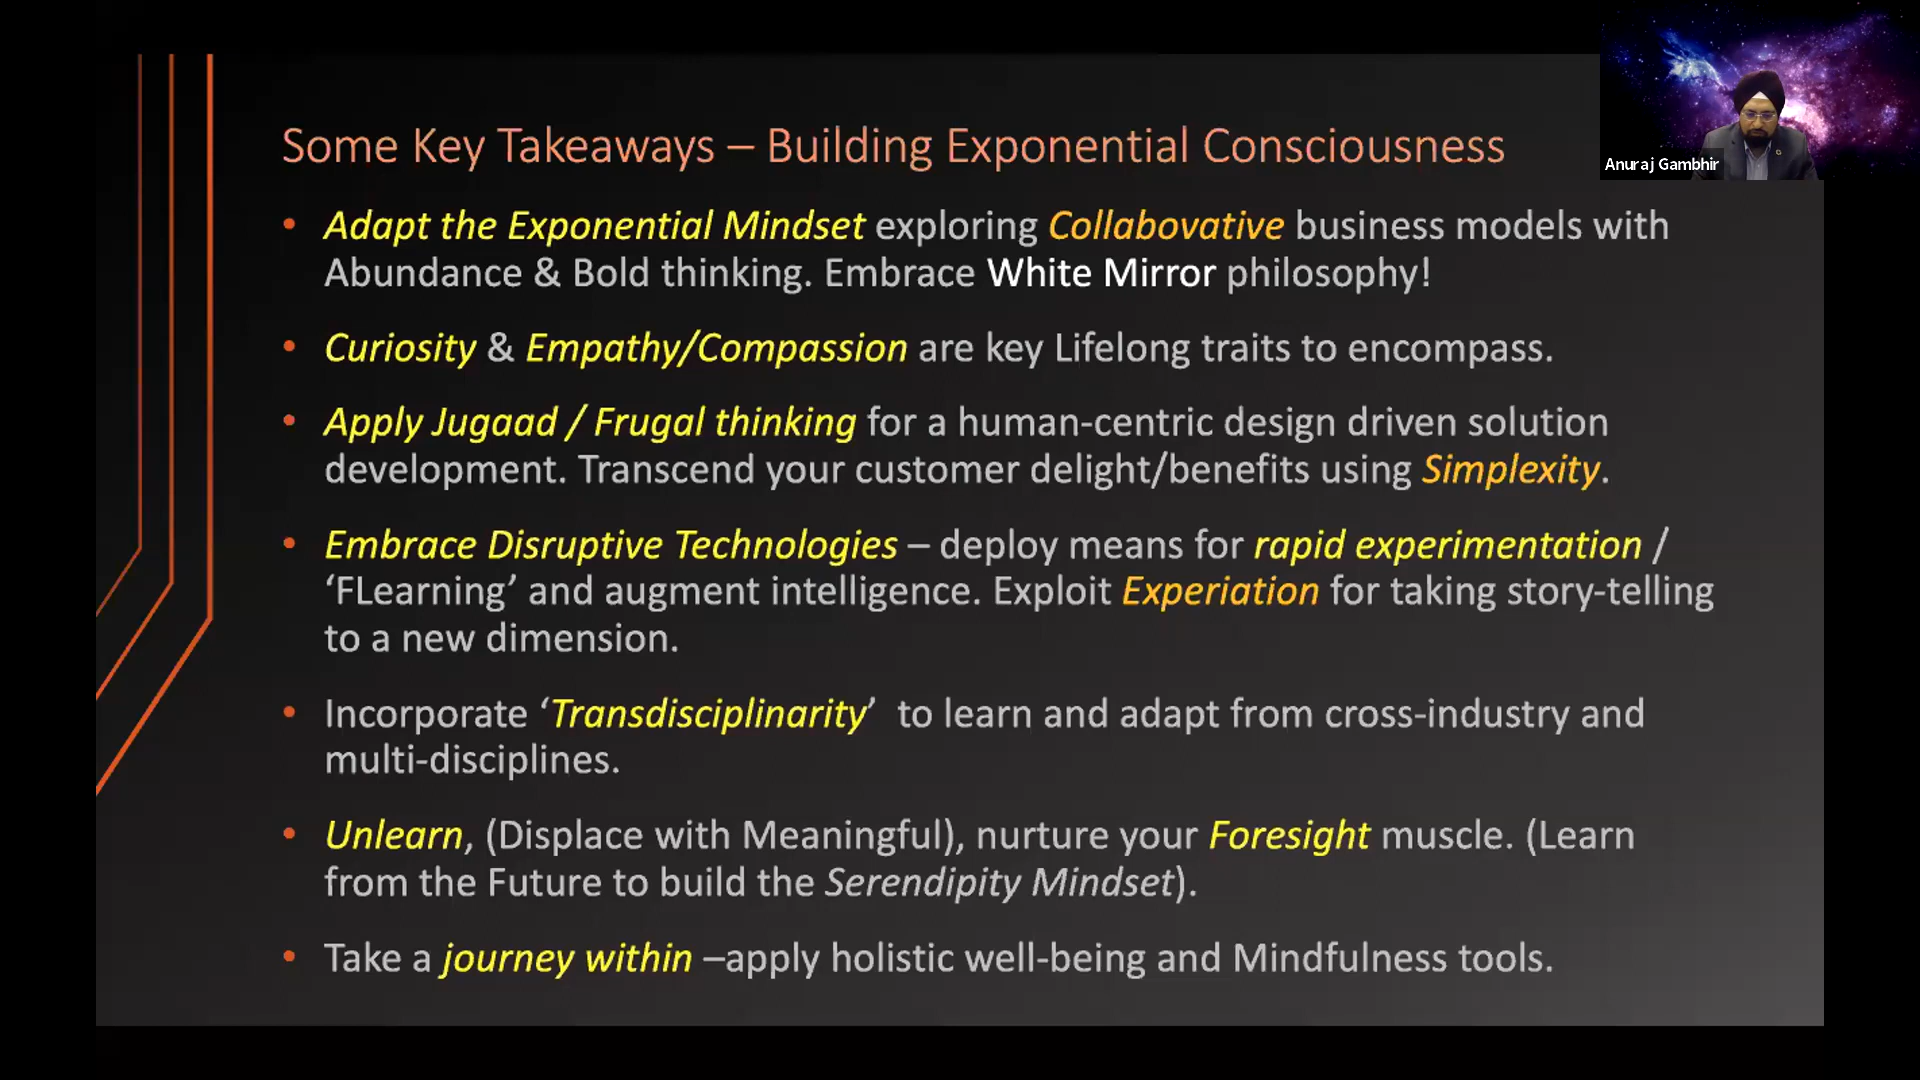 Some Key Takeaways – Building Exponential Consciousness
Anuraj Gambhir
• Adapt the Exponential Mindset exploring Collabovative business models with
Abundance & Bold thinking. Embrace White Mirror philosophy!
• Curiosity & Empathy/Compassion are key Lifelong traits to encompass.
• Apply Jugaad / Frugal thinking for a human-centric design driven solution
development. Transcend your customer delight/benefits using Simplexity.
• Embrace Disruptive Technologies – deploy means for rapid experimentation /
‘FLearning’ and augment intelligence. Exploit Experiation for taking story-telling
to a new dimension.
• Incorporate ‘Transdisciplinarity’ to learn and adapt from cross-industry and
multi-disciplines.
• Unlearn, (Displace with Meaningful), nurture your Foresight muscle. (Learn
from the Future to build the Serendipity Mindset).
• Take a journey within –apply holistic well-being and Mindfulness tools.